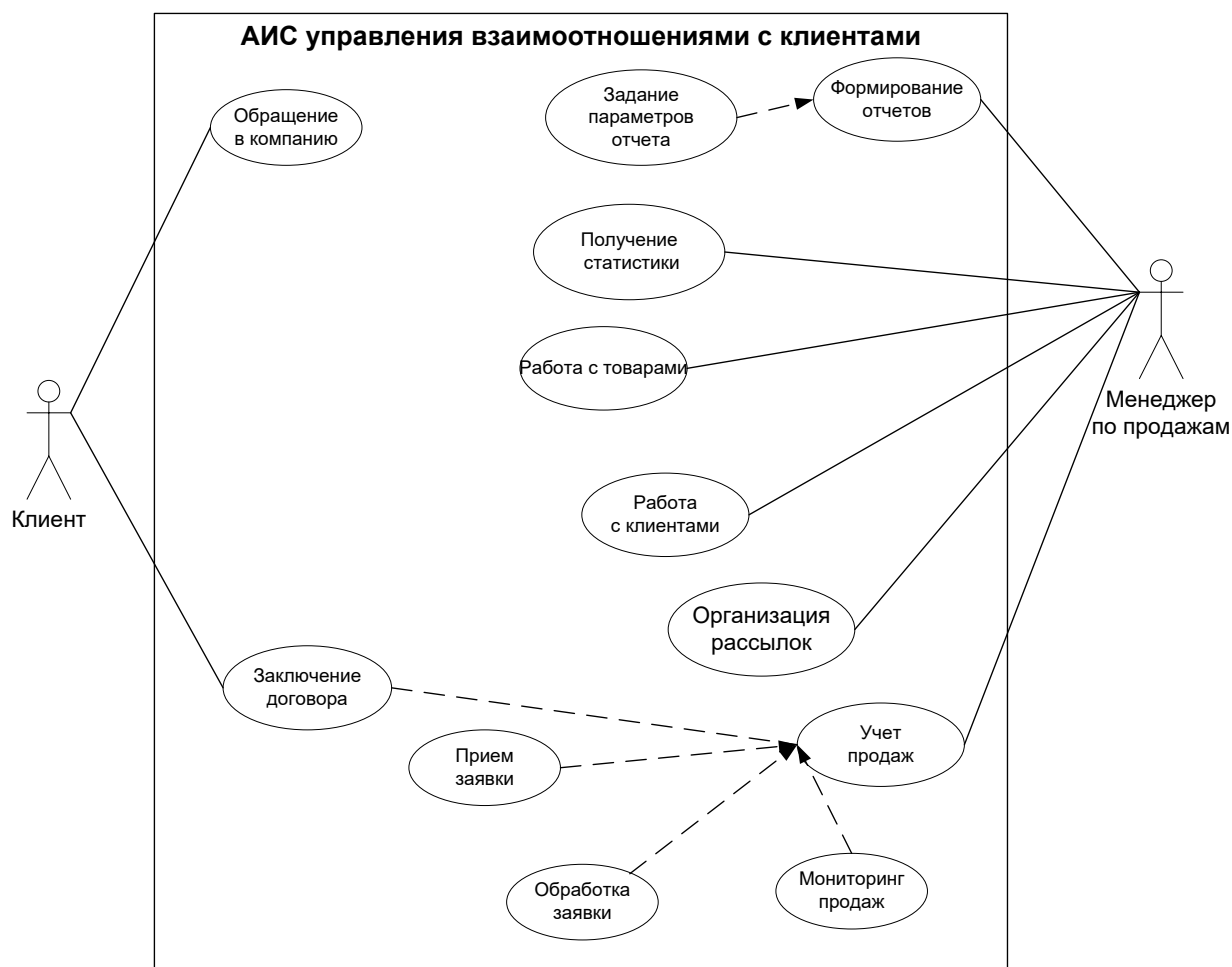 АИС управления взаимоотношениями с клиентами
Обращение
в компанию
Задание
параметров
отчета
Формирование
отчетов
Получение
статистики
Работа с товарами
Менеджер
по продажам
Клиент
Работа
с клиентами
Организация
рассылок
Заключение
договора
Прием
заявки
Учет
продаж
Обработка
заявки
Мониторинг
продаж